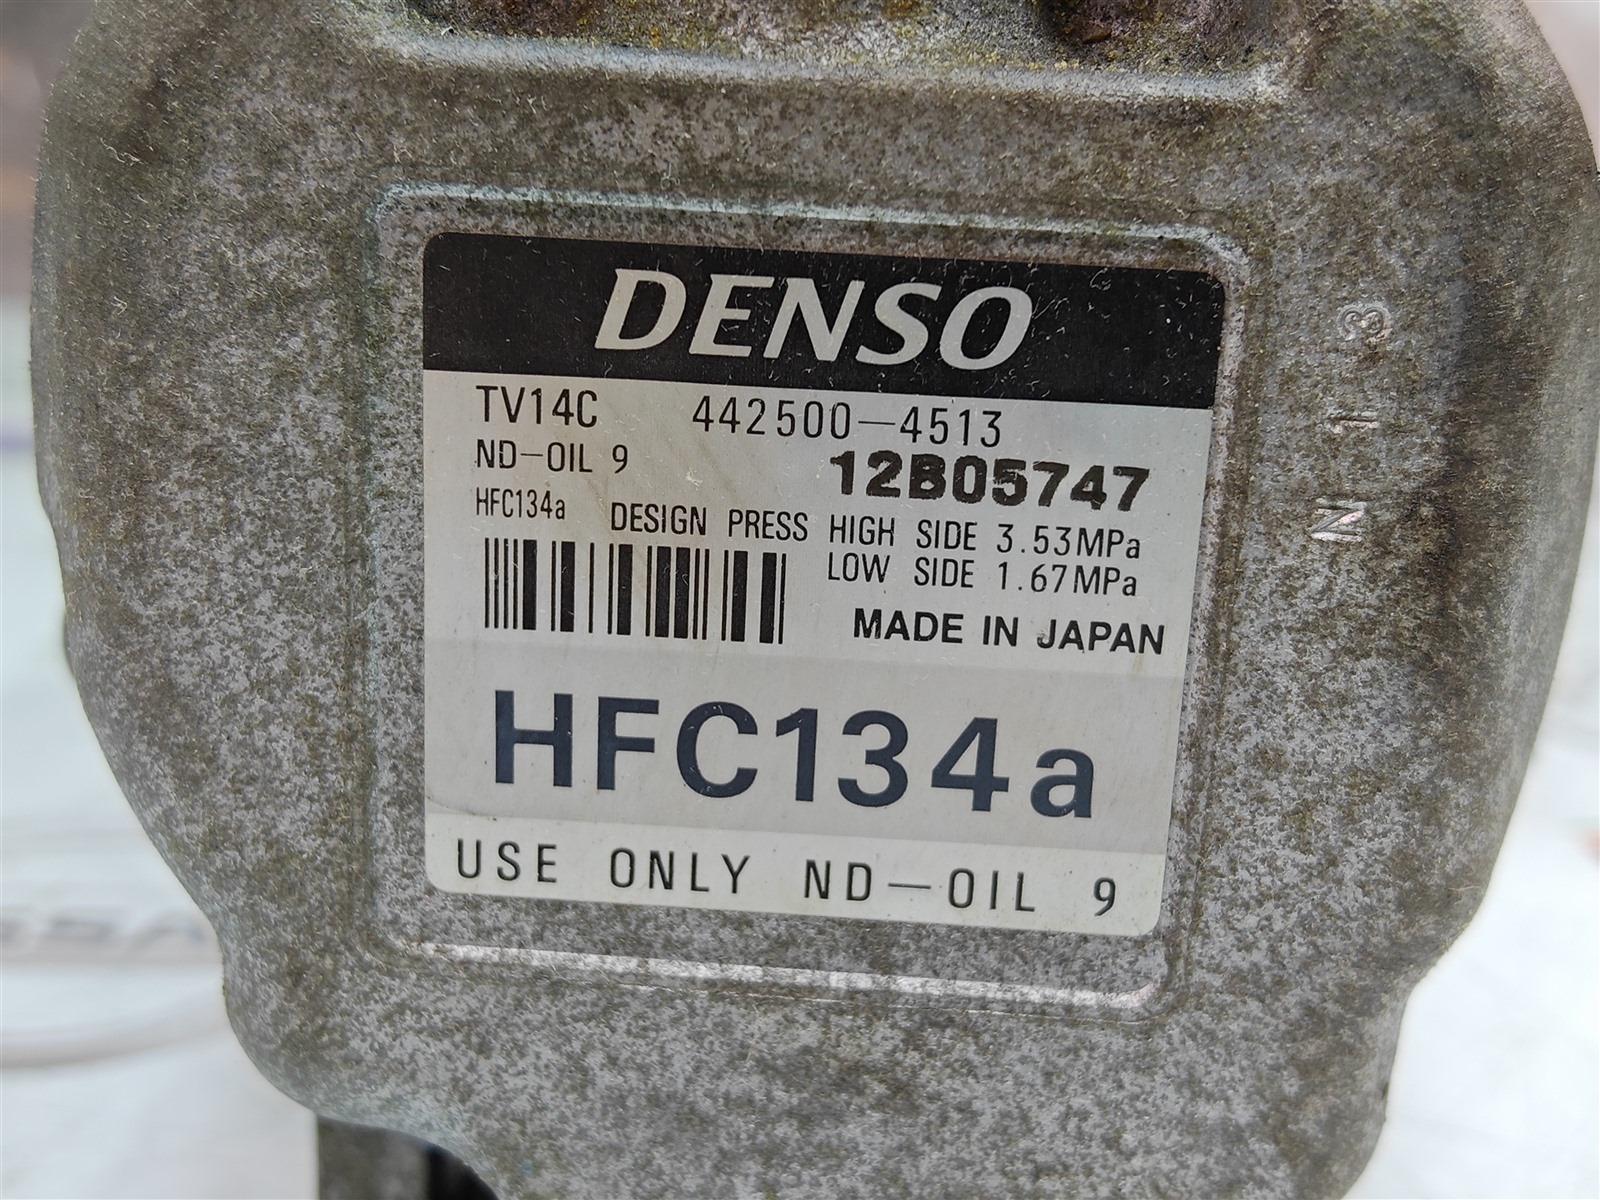 DENSO
TV14C 442500-4513
ND-OIL 9 12B05747
HFC134a DESIGN PRESS HIGH SIDE 3.53MPa
LOW SIDE 1.67MPa
MADE IN JAPAN
HFC134a
USE ONLY ND-OIL 9
N 113